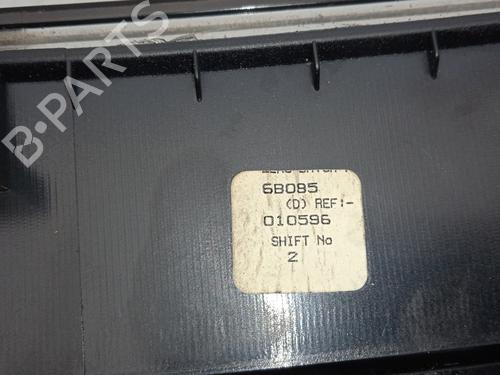 6B085
(D) REF:-
010596
SHIFT No
2
B-PARTS